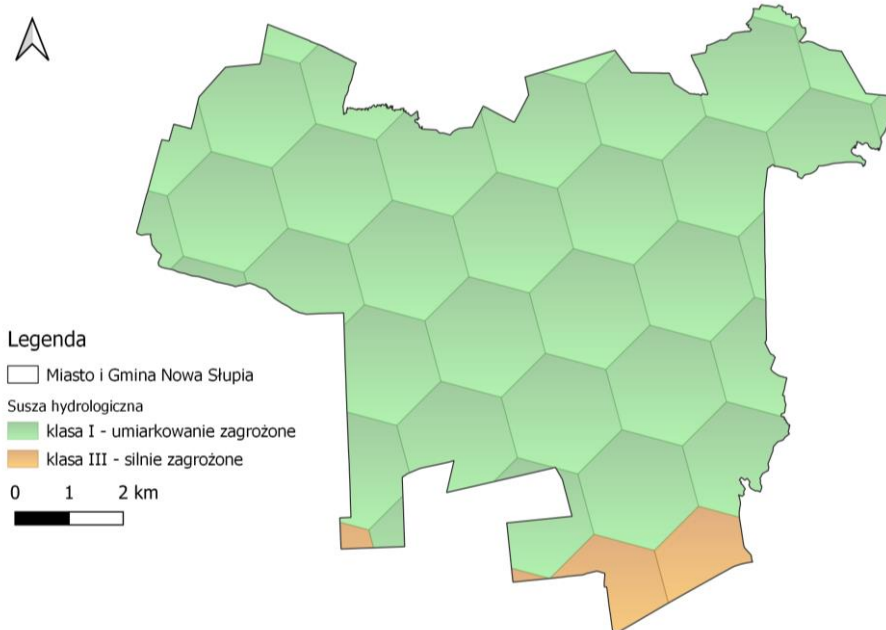 Legenda
Miasto i Gmina Nowa Słupia
Susza hydrologiczna
klasa I - umiarkowanie zagrożone
klasa III - silnie zagrożone
0 1 2 km